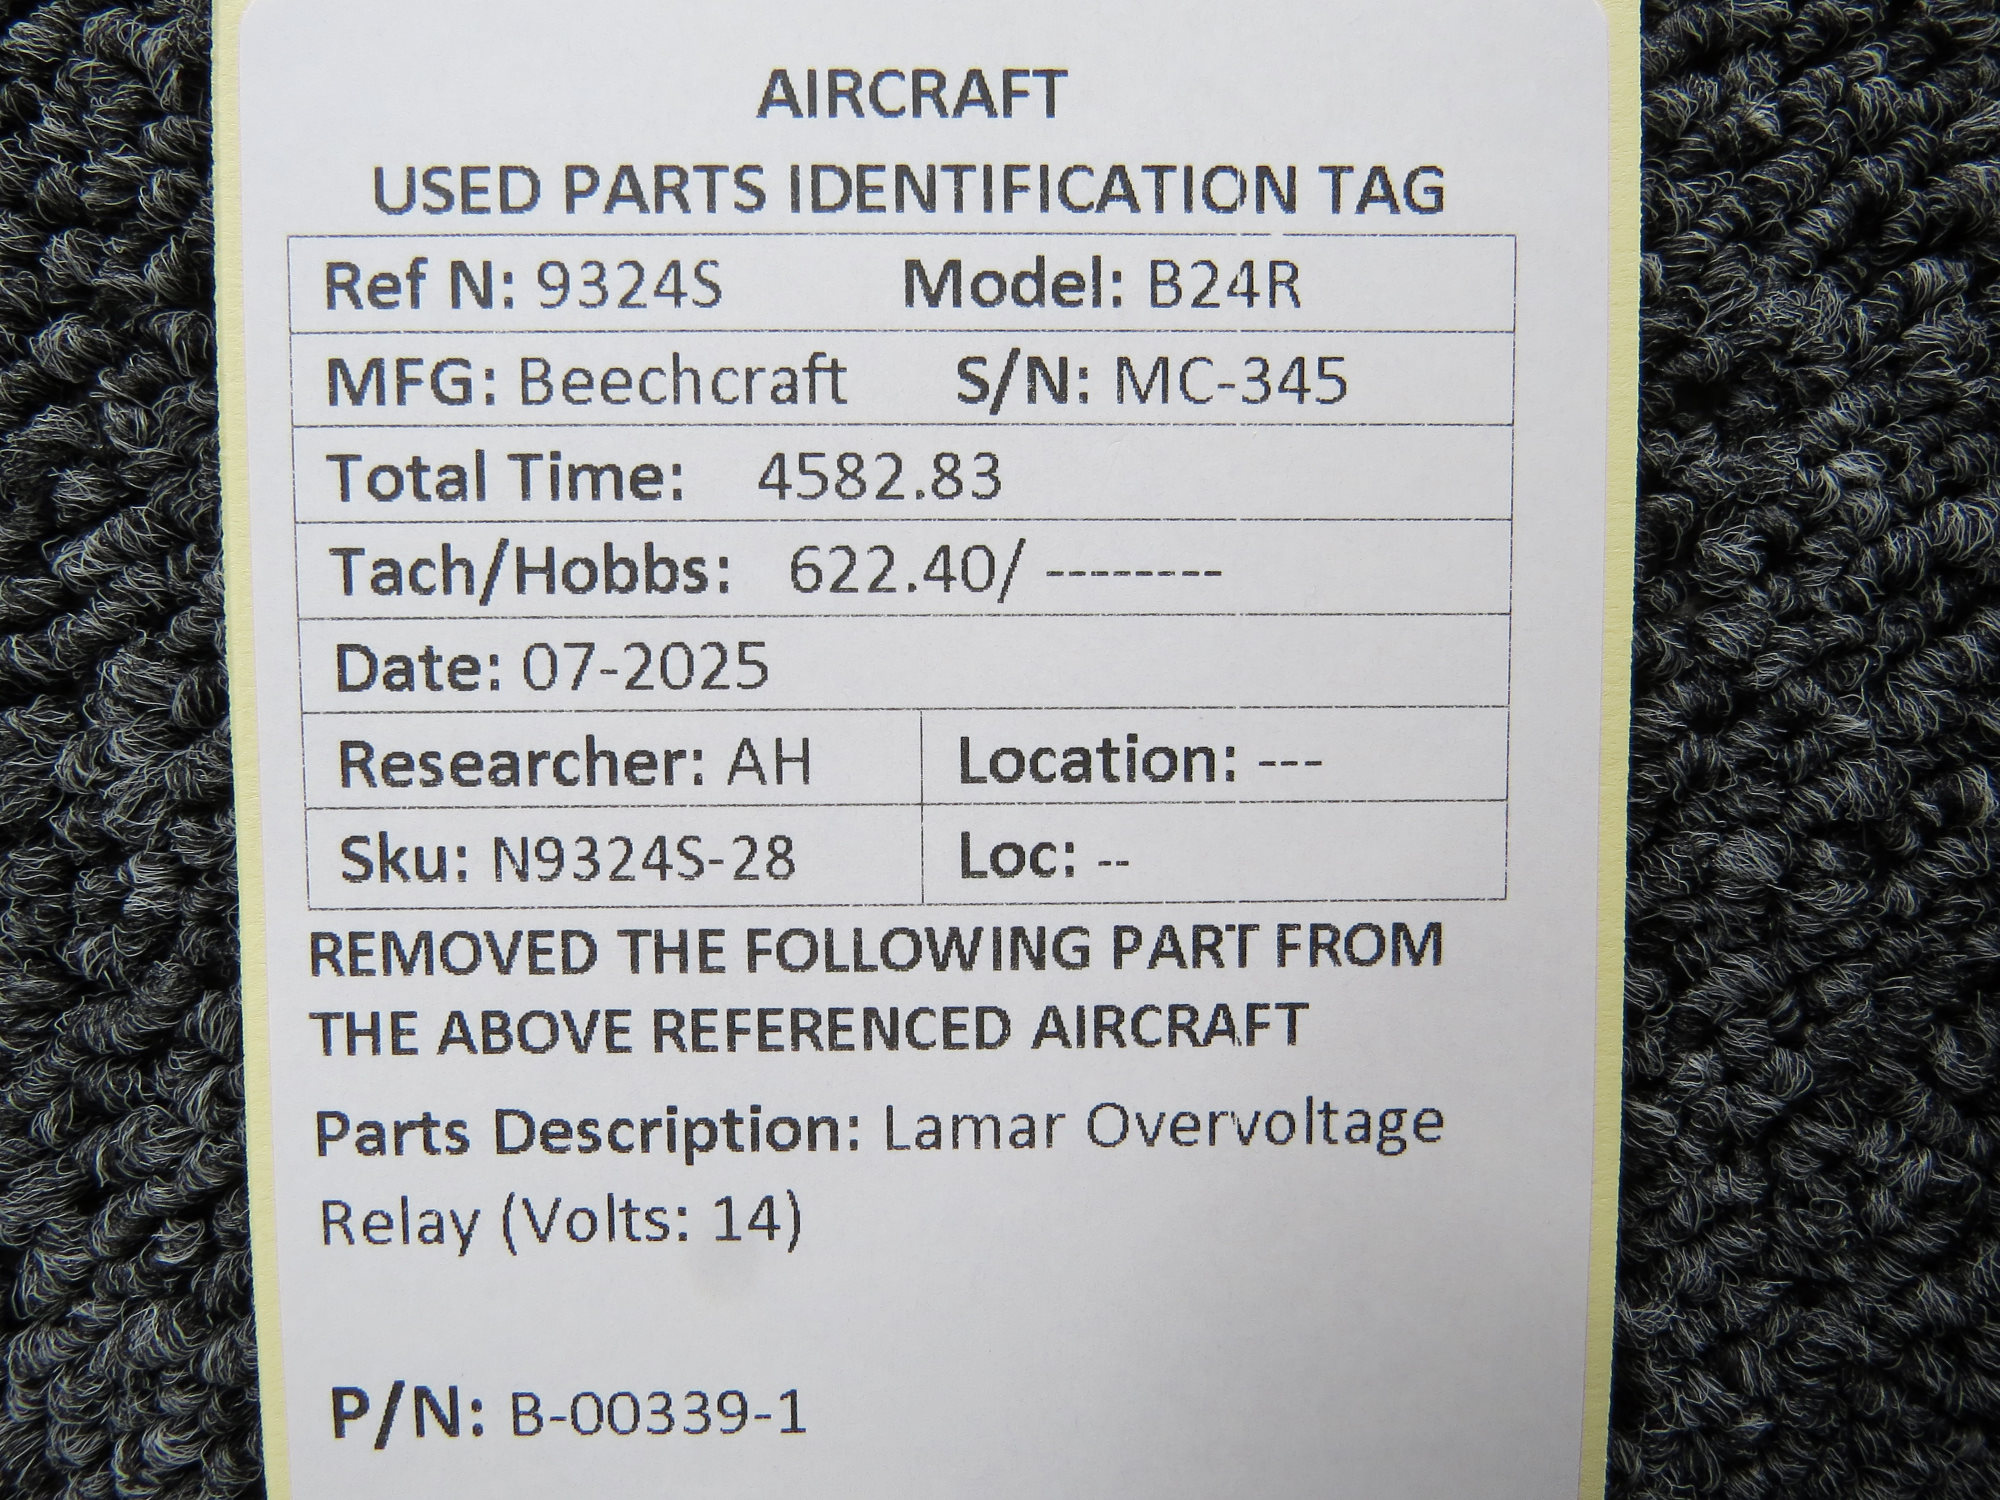 AIRCRAFT
USED PARTS IDENTIFICATION TAG
Ref N: 9324S Model: B24R
MFG: Beechcraft S/N: MC-345
Total Time: 4582.83
Tach/Hobbs: 622.40/ --------
Date: 07-2025
Researcher: AH Location: ---
Sku: N9324S-28 Loc: --
REMOVED THE FOLLOWING PART FROM
THE ABOVE REFERENCED AIRCRAFT
Parts Description: Lamar Overvoltage
Relay (Volts: 14)
P/N: B-00339-1